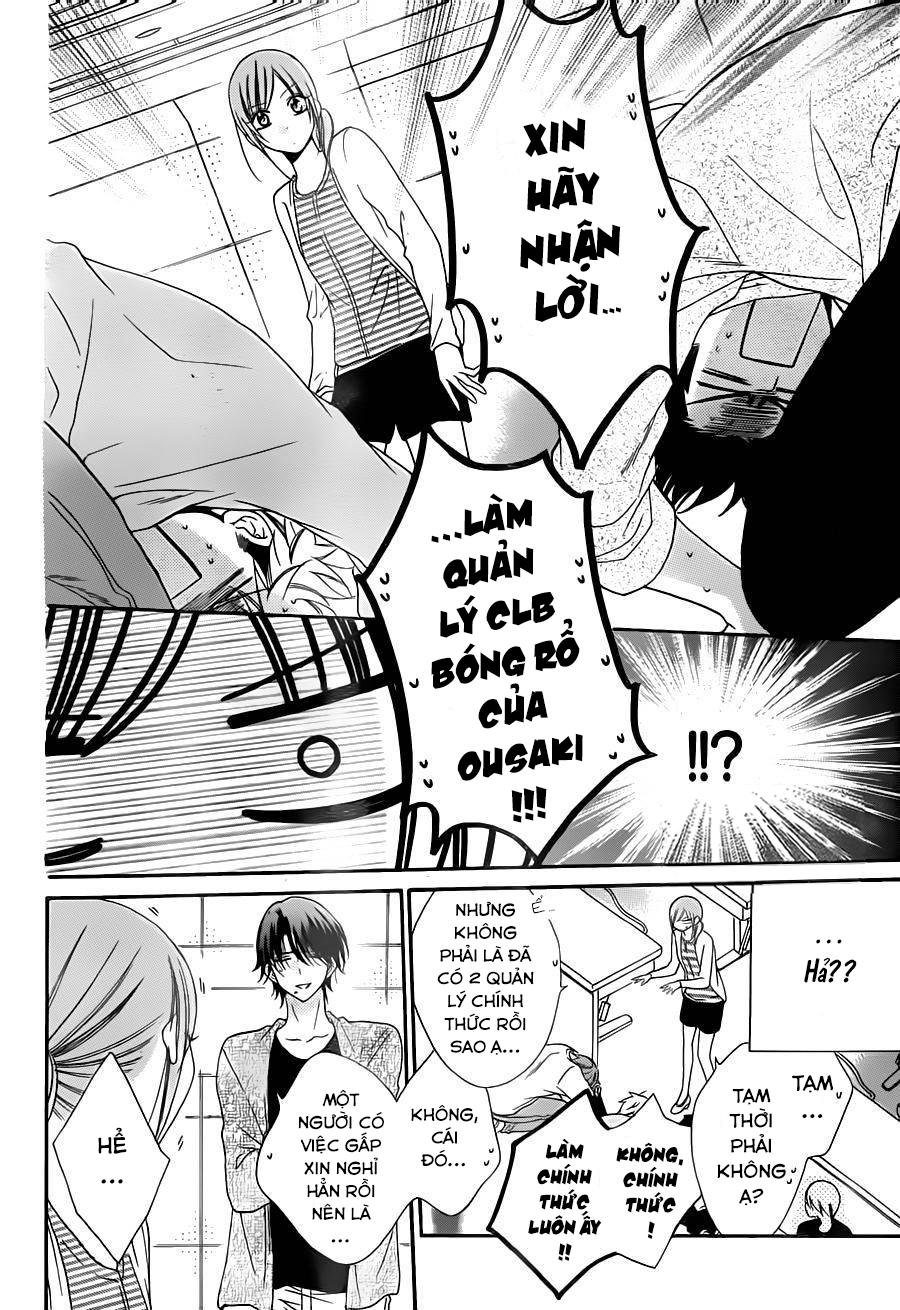 XIN
HÃY
NHẬN
LỜI...
...LÀM
QUẢN
LÝ CLB
BÓNG RỔ
CỦA
OUSAKI
!!!
!!?
...
Hả??
TẠM
...
TẠM
THỜI
PHẢI
KHÔNG
Ạ?
KHÔNG,
CHÍNH
THỨC
!
LÀM
CHÍNH
THỨC
LUÔN ẤY
!!
Ể...
NHƯNG
KHÔNG
PHẢI LÀ ĐÃ
CÓ 2 QUẢN
LÝ CHÍNH
THỨC RỒI
SAO Ạ...
KHÔNG,
CÁI
ĐÓ...
MỘT
NGƯỜI CÓ
VIỆC GẤP
XIN NGHỈ
HẲN RỒI
NÊN LÀ
...
HỂ
...